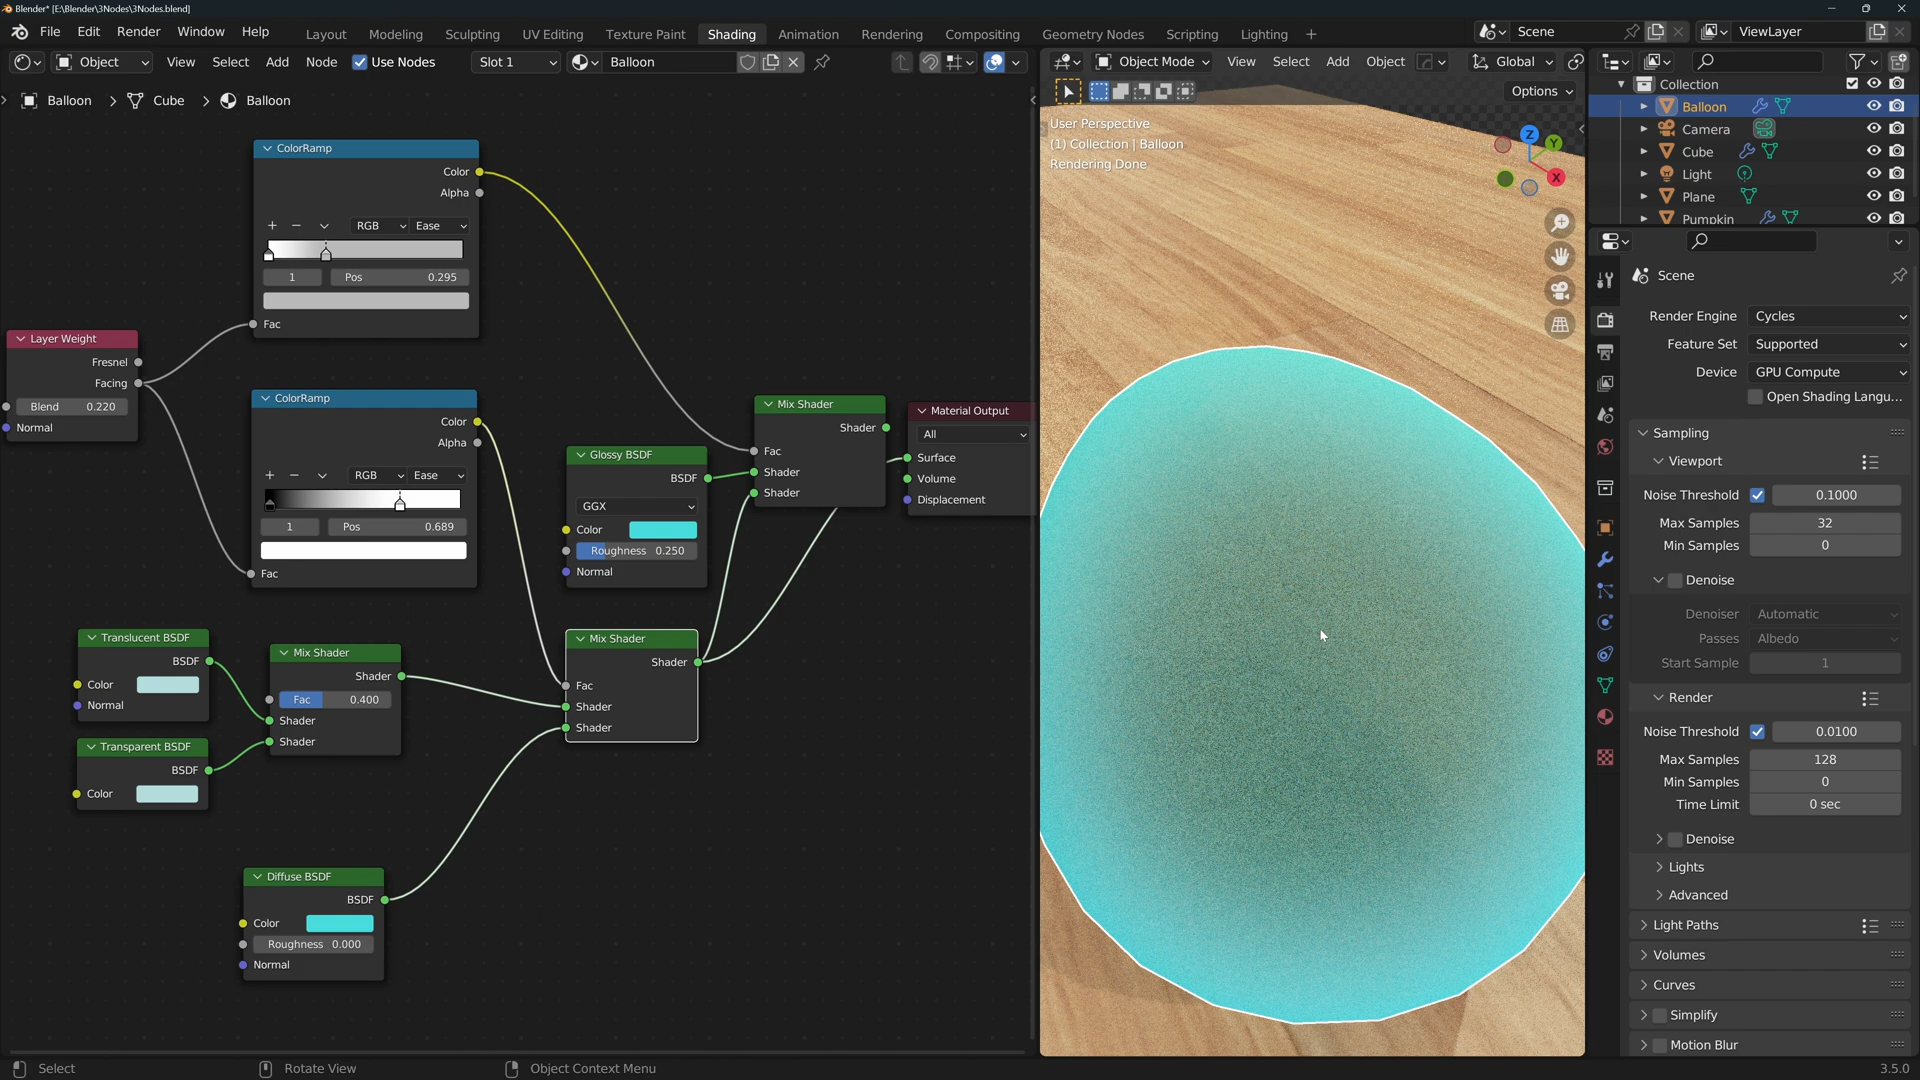 Blender* [E:\Blender\3Nodes\3Nodes.blend]
File Edit Render Window Help
Layout Modeling Sculpting UV Editing Texture Paint Shading Animation Rendering Compositing Geometry Nodes Scripting Lighting +
Scene
ViewLayer
Object View Select Add Node Use Nodes Slot 1 Balloon
Object Mode View Select Add Object Global
Options
Balloon > Cube > Balloon
User Perspective
(1) Collection | Balloon
Rendering Done
Z
Y
X
ColorRamp
Color
Alpha
RGB Ease
1 Pos 0.295
Fac
Layer Weight
Fresnel
Facing
Blend 0.220
Normal
ColorRamp
Color
Alpha
RGB Ease
1 Pos 0.689
Fac
Glossy BSDF
BSDF
GGX
Color
Roughness 0.250
Normal
Mix Shader
Shader
Fac
Shader
Shader
Material Output
All
Surface
Volume
Displacement
Translucent BSDF
BSDF
Color
Normal
Transparent BSDF
BSDF
Color
Mix Shader
Shader
Fac 0.400
Shader
Shader
Mix Shader
Shader
Fac
Shader
Shader
Diffuse BSDF
BSDF
Color
Roughness 0.000
Normal
Collection
Balloon
Camera
Cube
Light
Plane
Pumpkin
Scene
Render Engine Cycles
Feature Set Supported
Device GPU Compute
Open Shading Langu...
Sampling
Viewport
Noise Threshold 0.1000
Max Samples 32
Min Samples 0
Denoise
Denoiser Automatic
Passes Albedo
Start Sample 1
Render
Noise Threshold 0.0100
Max Samples 128
Min Samples 0
Time Limit 0 sec
Denoise
Lights
Advanced
Light Paths
Volumes
Curves
Simplify
Motion Blur
Select Rotate View Object Context Menu 3.5.0